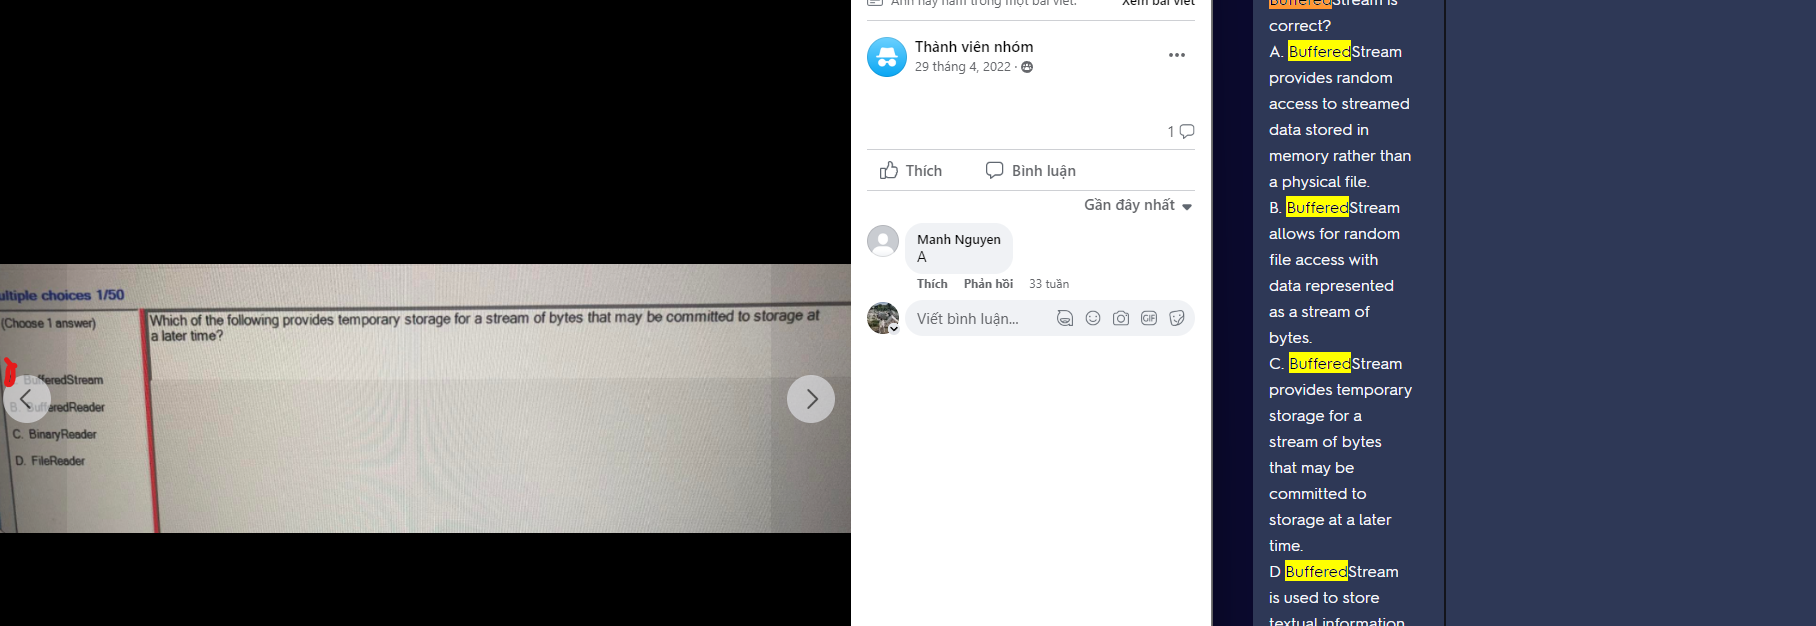 ultiple choices 1/50
(Choose 1 answer)
Which of the following provides temporary storage for a stream of bytes that may be committed to storage at
a later time?
BufferedStream
B. BufferedReader
C. BinaryReader
D. FileReader
Ảnh này nằm trong một bài viết.
Xem bài viết
Thành viên nhóm
29 tháng 4, 2022 ·
1
Thích
Bình luận
Gần đây nhất
Manh Nguyen
A
Thích Phản hồi 33 tuần
Viết bình luận...
GIF
BufferedStream is
correct?
A. BufferedStream
provides random
access to streamed
data stored in
memory rather than
a physical file.
B. BufferedStream
allows for random
file access with
data represented
as a stream of
bytes.
C. BufferedStream
provides temporary
storage for a
stream of bytes
that may be
committed to
storage at a later
time.
D BufferedStream
is used to store
textual information